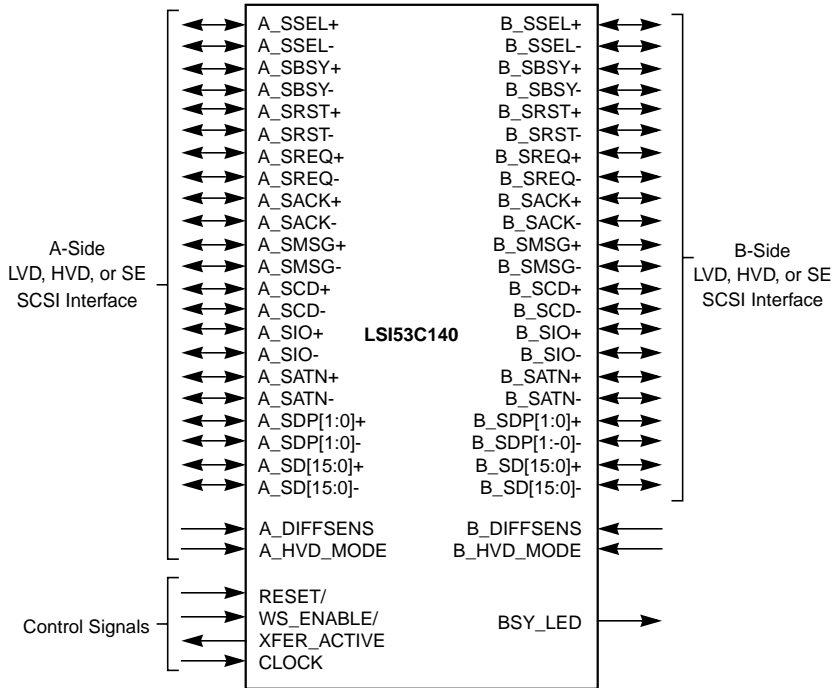 A_SSEL+ B_SSEL+
A_SSEL- B_SSEL-
A_SBSY+ B_SBSY+
A_SBSY- B_SBSY-
A_SRST+ B_SRST+
A_SRST- B_SRST-
A_SREQ+ B_SREQ+
A_SREQ- B_SREQ-
A_SACK+ B_SACK+
A_SACK- B_SACK-
A_SMSG+ B_SMSG+
A_SMSG- B_SMSG-
A_SCD+ B_SCD+
A_SCD- B_SCD-
A_SIO+ B_SIO+
A_SIO- B_SIO-
A_SATN+ B_SATN+
A_SATN- B_SATN-
A_SDP[1:0]+ B_SDP[1:0]+
A_SDP[1:0]- B_SDP[1:-0]-
A_SD[15:0]+ B_SD[15:0]+
A_SD[15:0]- B_SD[15:0]-
A_DIFFSENS B_DIFFSENS
A_HVD_MODE B_HVD_MODE
A-Side
LVD, HVD, or SE
SCSI Interface
LSI53C140
B-Side
LVD, HVD, or SE
SCSI Interface
Control Signals
RESET/
WS_ENABLE/
XFER_ACTIVE
CLOCK
BSY_LED